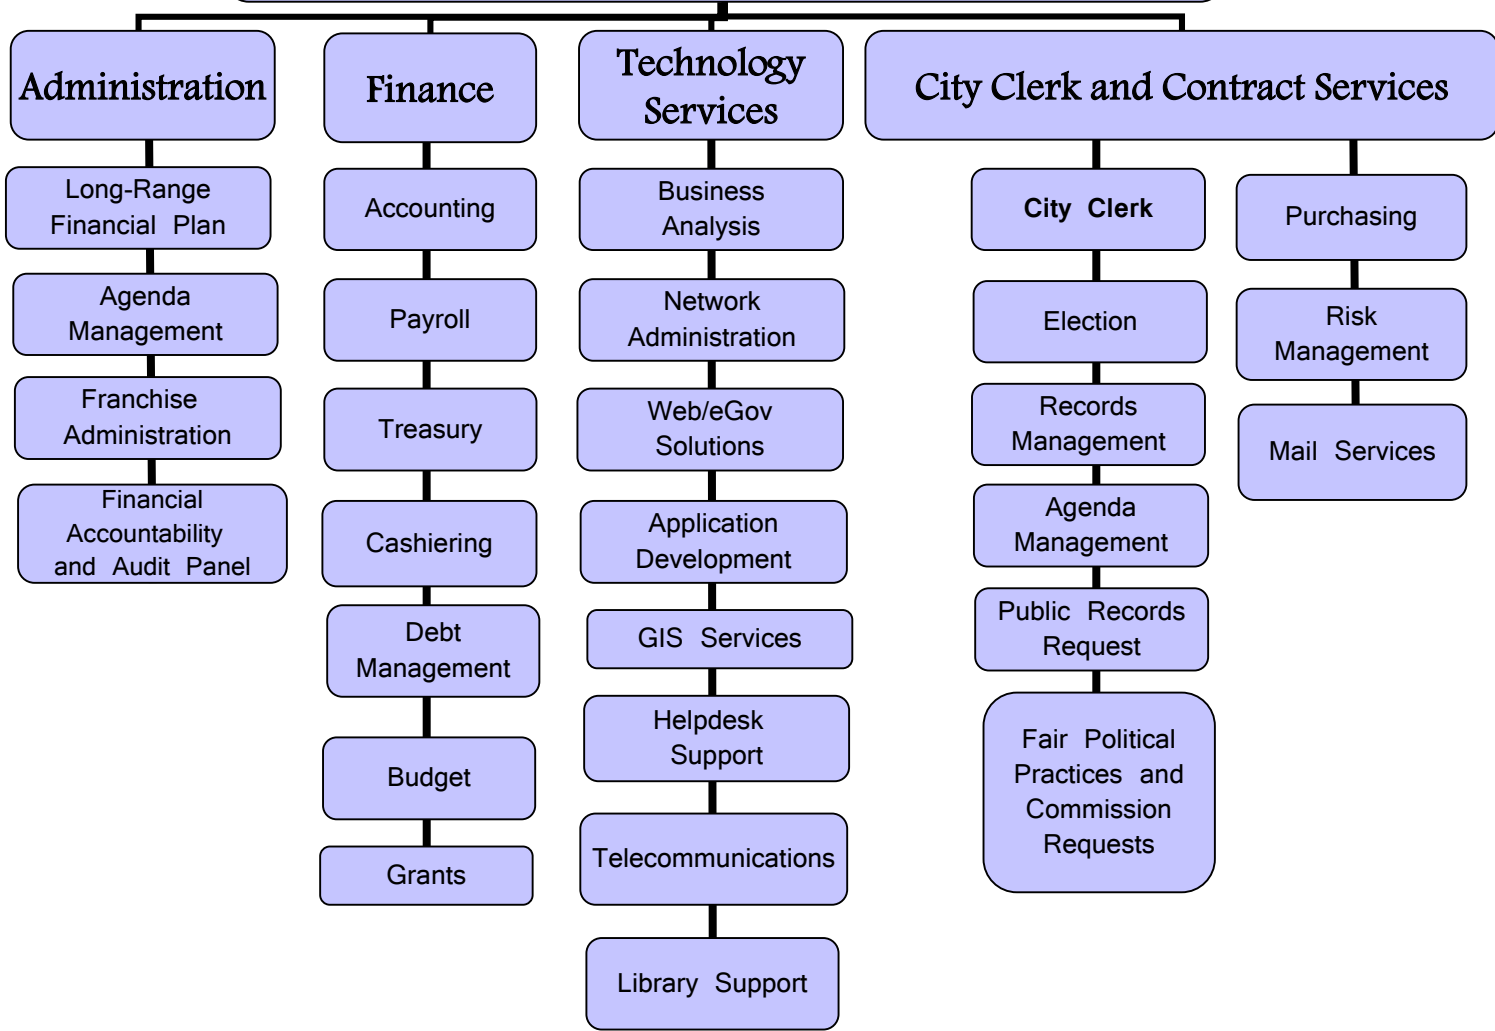 Administration
Long-Range
Financial Plan
Agenda
Management
Franchise
Administration
Financial
Accountability
and Audit Panel
Finance
Accounting
Payroll
Treasury
Cashiering
Debt
Management
Budget
Grants
Technology
Services
Business
Analysis
Network
Administration
Web/eGov
Solutions
Application
Development
GIS Services
Helpdesk
Support
Telecommunications
Library Support
City Clerk and Contract Services
City Clerk
Election
Records
Management
Agenda
Management
Public Records
Request
Fair Political
Practices and
Commission
Requests
Purchasing
Risk
Management
Mail Services